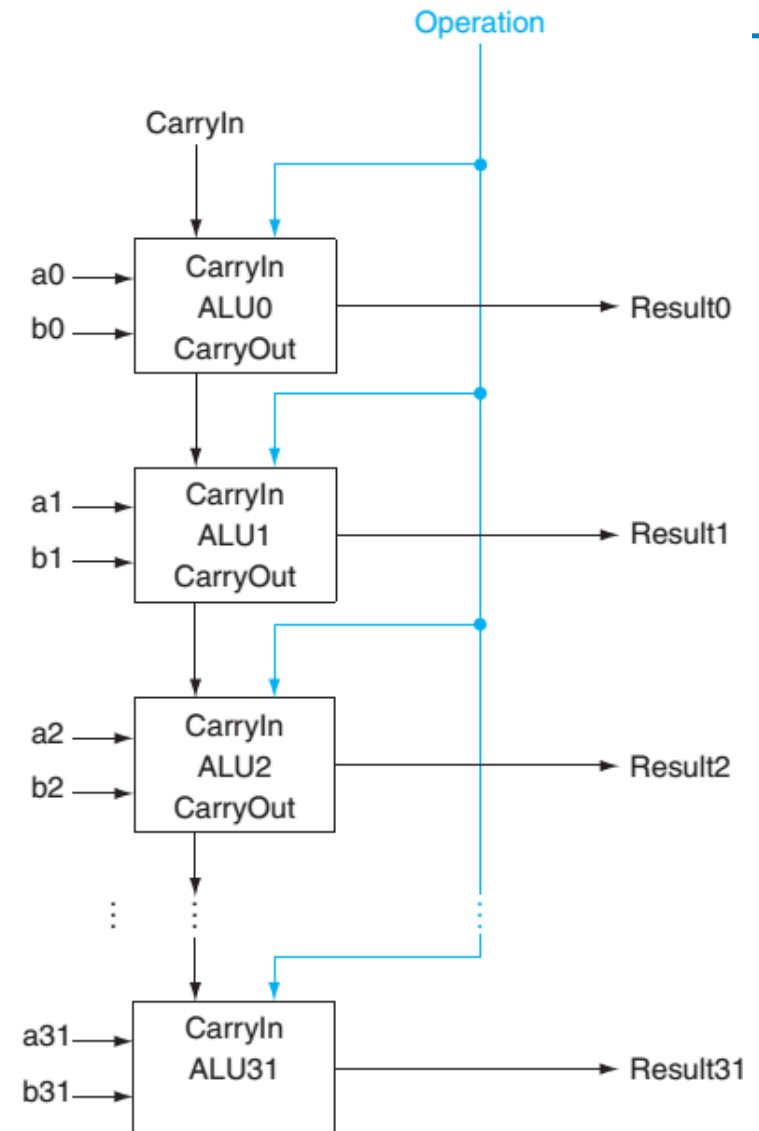 Operation
CarryIn
CarryIn
a0
ALU0
Result0
b0
CarryOut
CarryIn
a1
ALU1
Result1
b1
CarryOut
CarryIn
a2
ALU2
Result2
b2
CarryOut
CarryIn
a31
ALU31
Result31
b31